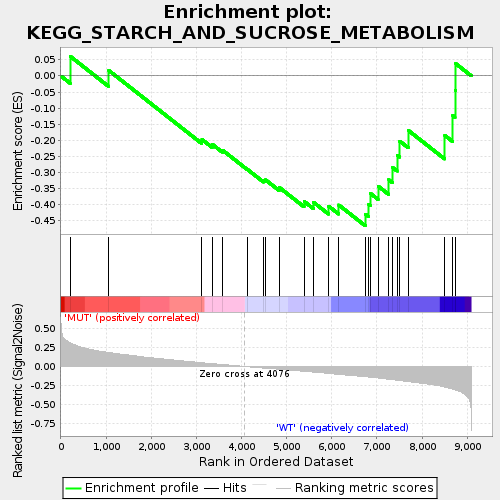 Enrichment plot:
KEGG_STARCH_AND_SUCROSE_METABOLISM
Enrichment score (ES)
0.05
0.00
-0.05
-0.10
-0.15
-0.20
-0.25
-0.30
-0.35
-0.40
-0.45
Ranked list metric (Signal2Noise)
'MUT' (positively correlated)
0.50
0.25
0.00
-0.25
-0.50
-0.75
Zero cross at 4076
'WT' (negatively correlated)
0 1,000 2,000 3,000 4,000 5,000 6,000 7,000 8,000 9,000
Rank in Ordered Dataset
Enrichment profile Hits Ranking metric scores